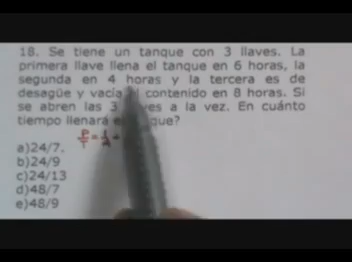 18. Se tiene un tanque con 3 llaves. La
primera llave llena el tanque en 6 horas, la
segunda en 4 horas y la tercera es de
desagüe y vacía el contenido en 8 horas. Si
se abren las 3 a la vez. En cuánto
tiempo llenará
a)24/7.
b)24/9
c)24/13
d)48/7
e)48/9